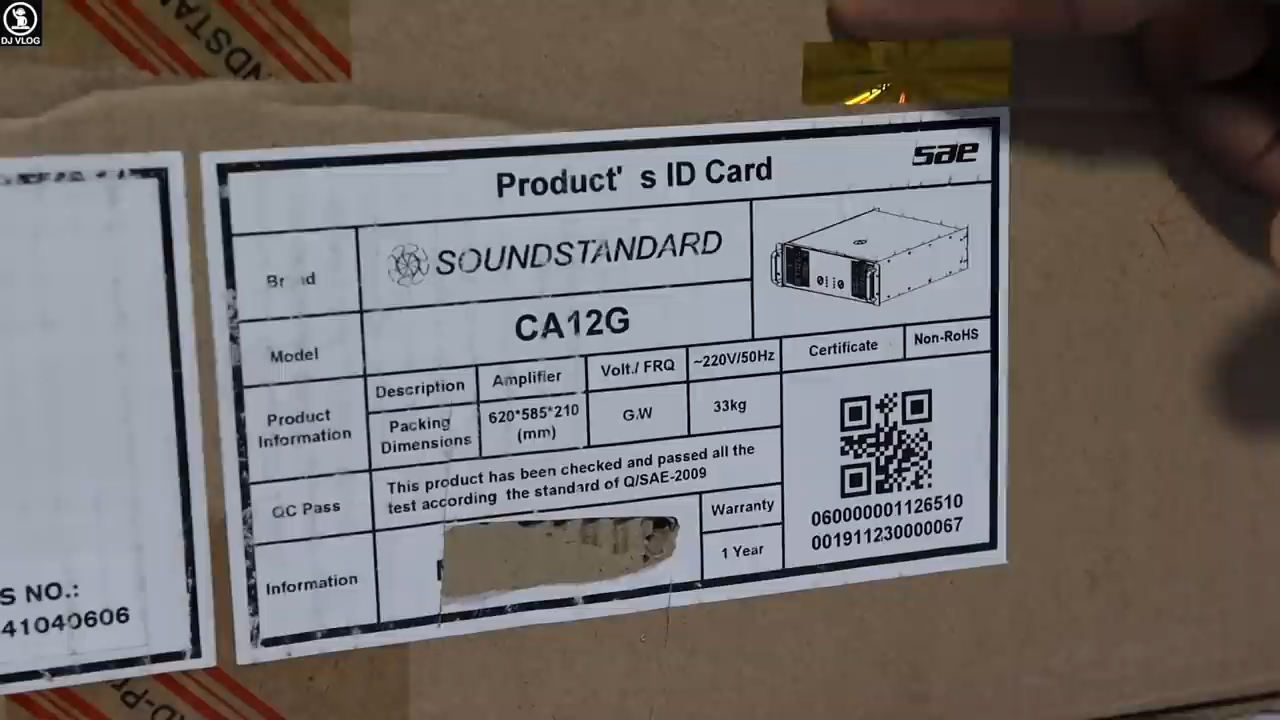 DJ VLOG
NDSTA
Product' s ID Card
sae
Brand
SOUNDSTANDARD
Model
CA12G
Product Information
Description
Amplifier
Volt./ FRQ
~220V/50Hz
Certificate
Non-RoHS
Packing Dimensions
620*585*210 (mm)
G.W
33kg
QC Pass
This product has been checked and passed all the
test according the standard of Q/SAE-2009
Information
Warranty
1 Year
060000001126510
001911230000067
S NO.:
41040606